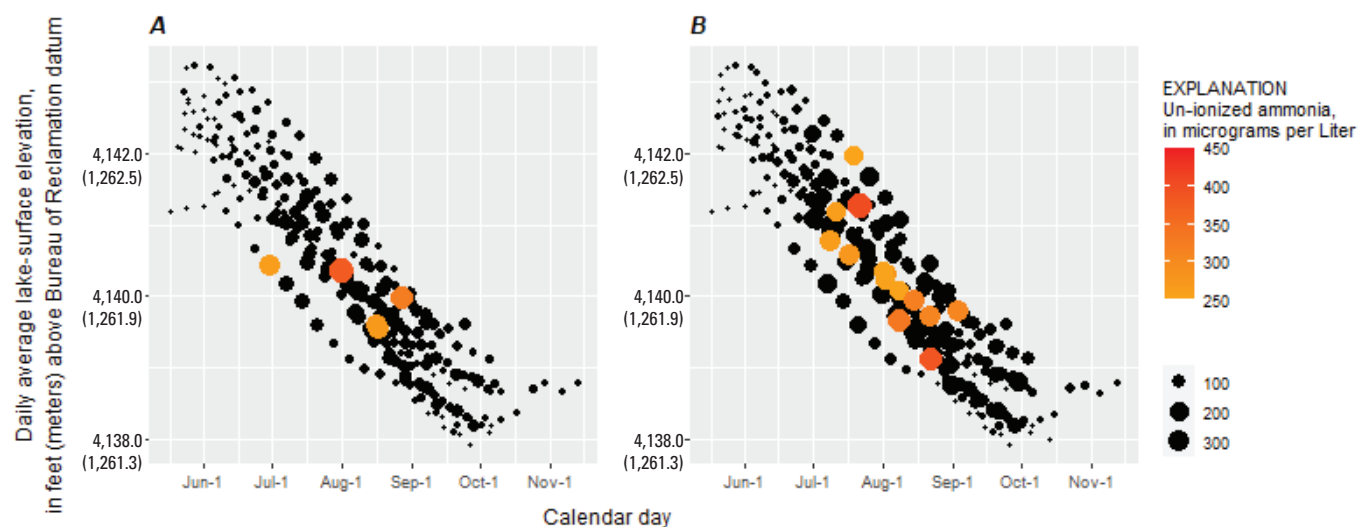 A
B
Daily average lake-surface elevation,
in feet (meters) above Bureau of Reclamation datum
4,142.0
(1,262.5)
4,140.0
(1,261.9)
4,138.0
(1,261.3)
Jun-1 Jul-1 Aug-1 Sep-1 Oct-1 Nov-1
4,142.0
(1,262.5)
4,140.0
(1,261.9)
4,138.0
(1,261.3)
Jun-1 Jul-1 Aug-1 Sep-1 Oct-1 Nov-1
Calendar day
EXPLANATION
Un-ionized ammonia,
in micrograms per Liter
450
400
350
300
250
100
200
300